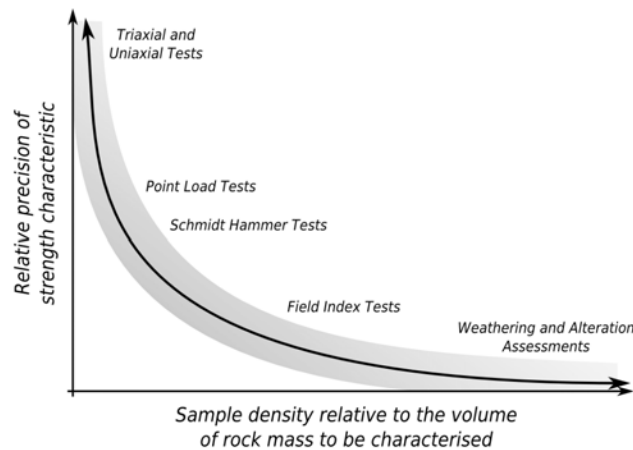 Triaxial and
Uniaxial Tests
Relative precision of
strength characteristic
Point Load Tests
Schmidt Hammer Tests
Field Index Tests
Weathering and Alteration
Assessments
Sample density relative to the volume
of rock mass to be characterised